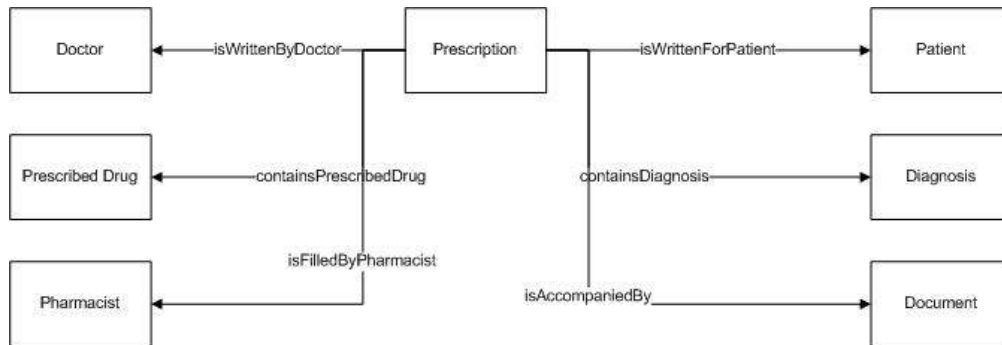 Doctor
isWrittenByDoctor
Prescription
isWrittenForPatient
Patient
Prescribed Drug
containsPrescribedDrug
containsDiagnosis
Diagnosis
isFilledByPharmacist
Pharmacist
isAccompaniedBy
Document